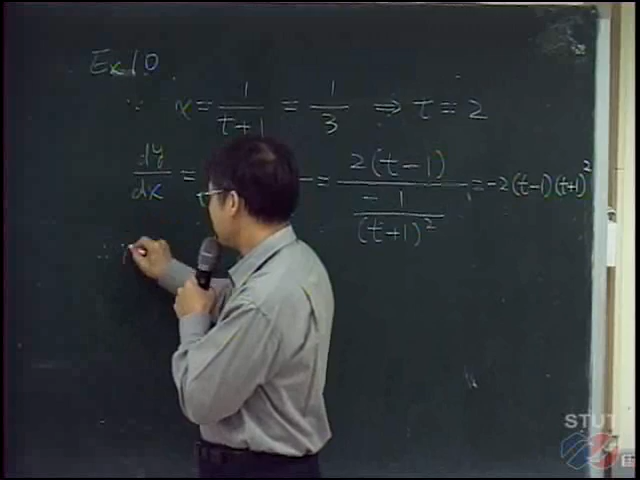 Ex10
∵ x = 1/(t+1) = 1/3 ⇒ t = 2
dy/dx = = 2(t-1)/(-1/(t+1)²) = -2(t-1)(t+1)²
∴
STUT